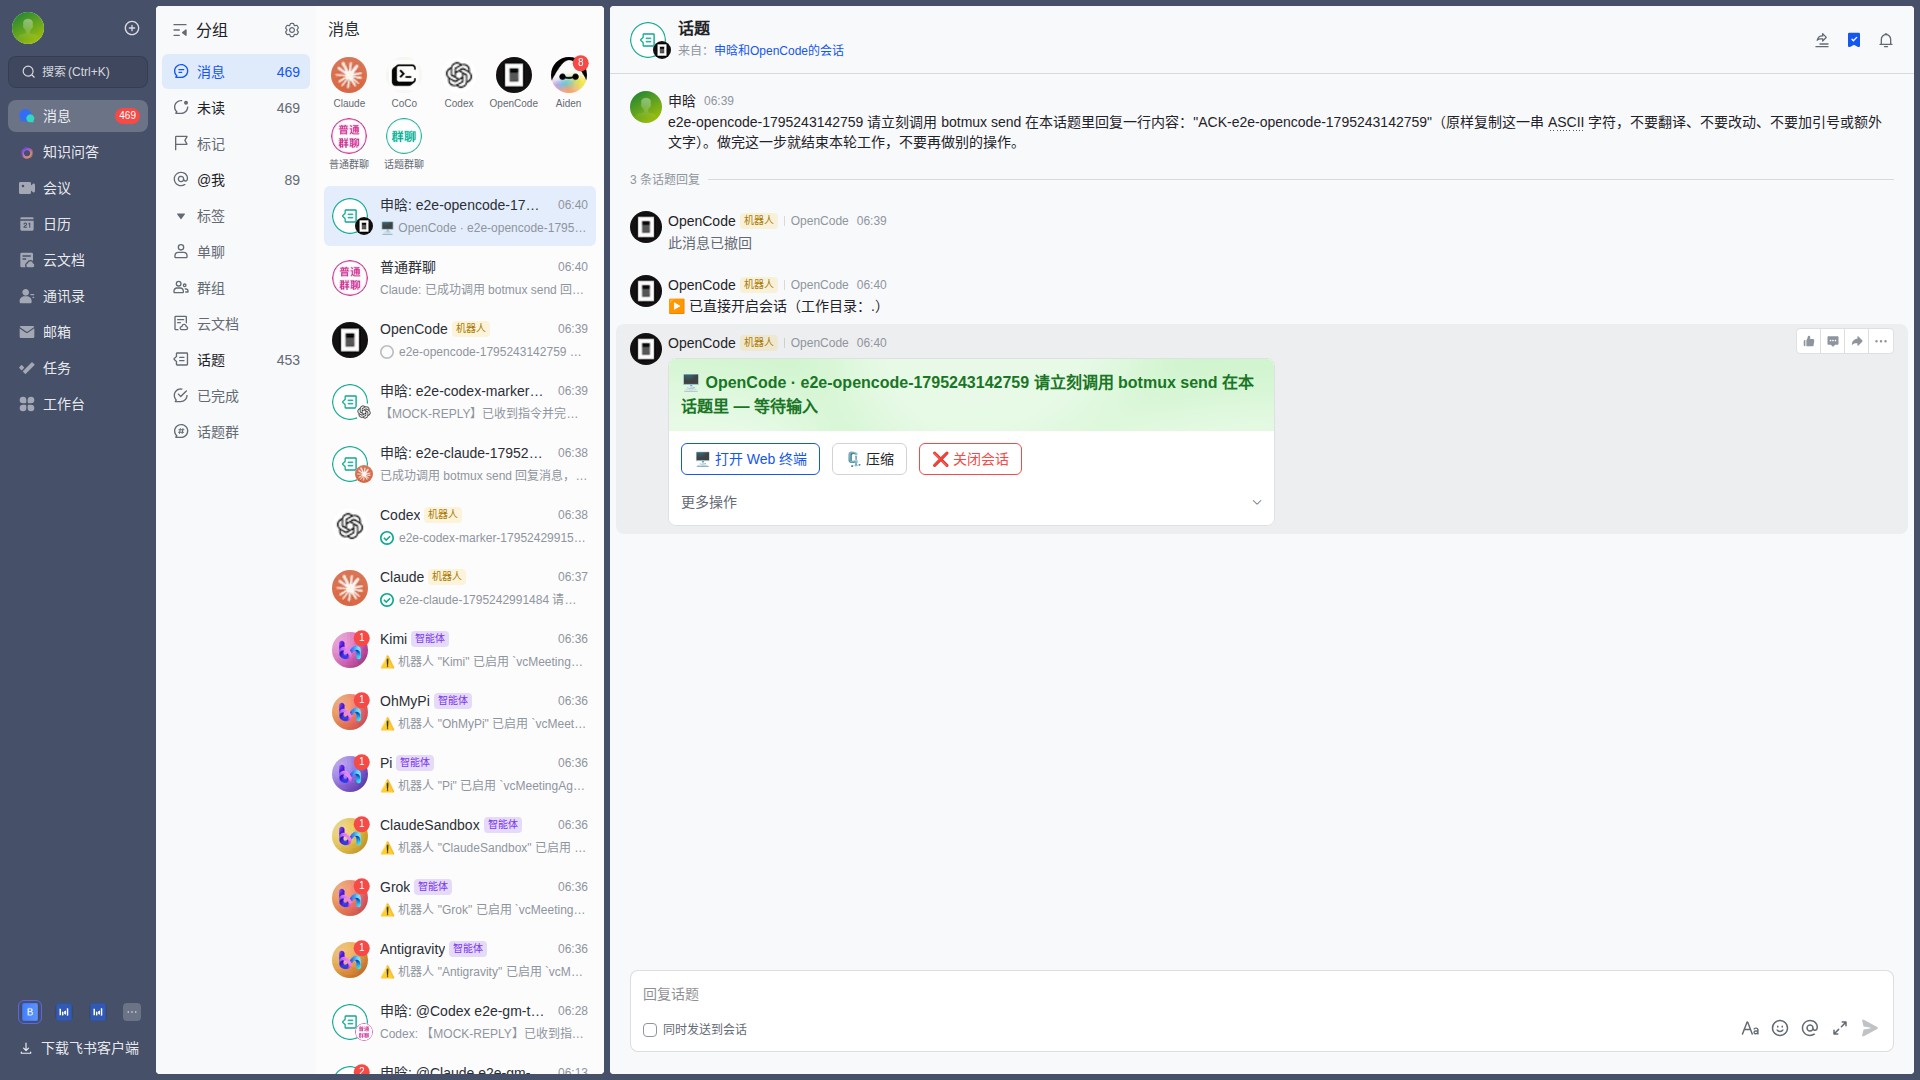 搜索 (Ctrl+K)
消息 469
知识问答
会议
日历
云文档
通讯录
邮箱
任务
工作台
下载飞书客户端
分组
消息 469
未读 469
标记
@我 89
标签
单聊
群组
云文档
话题 453
已完成
话题群
消息
Claude
CoCo
Codex
OpenCode
8
Aiden
普通
群聊
普通群聊
群聊
话题群聊
申晗: e2e-opencode-17… 06:40
OpenCode · e2e-opencode-1795…
普通群聊 06:40
Claude: 已成功调用 botmux send 回…
OpenCode 机器人 06:39
e2e-opencode-1795243142759 …
申晗: e2e-codex-marker… 06:39
【MOCK-REPLY】已收到指令并完…
申晗: e2e-claude-17952… 06:38
已成功调用 botmux send 回复消息，…
Codex 机器人 06:38
e2e-codex-marker-17952429915…
Claude 机器人 06:37
e2e-claude-1795242991484 请…
1
Kimi 智能体 06:36
机器人 "Kimi" 已启用 `vcMeeting…
1
OhMyPi 智能体 06:36
机器人 "OhMyPi" 已启用 `vcMeet…
1
Pi 智能体 06:36
机器人 "Pi" 已启用 `vcMeetingAg…
1
ClaudeSandbox 智能体 06:36
机器人 "ClaudeSandbox" 已启用 …
1
Grok 智能体 06:36
机器人 "Grok" 已启用 `vcMeeting…
1
Antigravity 智能体 06:36
机器人 "Antigravity" 已启用 `vcM…
申晗: @Codex e2e-gm-t… 06:28
Codex: 【MOCK-REPLY】已收到指…
2
申晗: @Claude e2e-gm- 06:13
话题
来自：申晗和OpenCode的会话
申晗 06:39
e2e-opencode-1795243142759 请立刻调用 botmux send 在本话题里回复一行内容："ACK-e2e-opencode-1795243142759"（原样复制这一串 ASCII 字符，不要翻译、不要改动、不要加引号或额外
文字）。做完这一步就结束本轮工作，不要再做别的操作。
3 条话题回复
OpenCode 机器人 OpenCode 06:39
此消息已撤回
OpenCode 机器人 OpenCode 06:40
已直接开启会话（工作目录：.）
OpenCode 机器人 OpenCode 06:40
OpenCode · e2e-opencode-1795243142759 请立刻调用 botmux send 在本
话题里 — 等待输入
打开 Web 终端
压缩
关闭会话
更多操作
回复话题
同时发送到会话